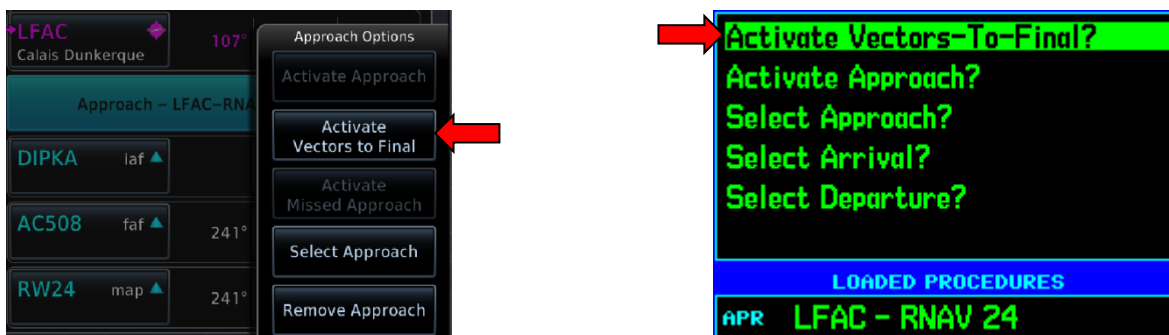 LFAC
Calais Dunkerque
107°
Approach – LFAC–RNA
DIPKA iaf
AC508 faf
241°
RW24 map
241°
Approach Options
Activate Approach
Activate
Vectors to Final
Activate
Missed Approach
Select Approach
Remove Approach
Activate Vectors-To-Final?
Activate Approach?
Select Approach?
Select Arrival?
Select Departure?
LOADED PROCEDURES
APR LFAC - RNAV 24